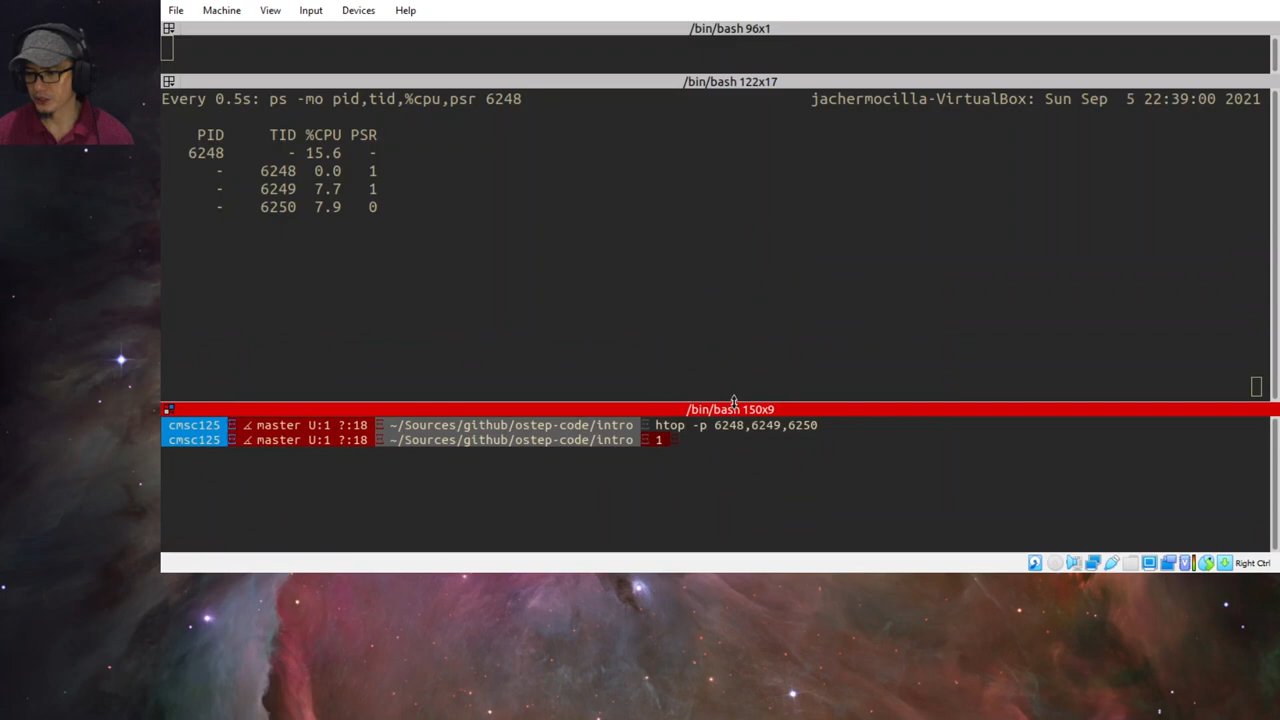 File Machine View Input Devices Help
/bin/bash 96x1
/bin/bash 122x17
Every 0.5s: ps -mo pid,tid,%cpu,psr 6248 jachermocilla-VirtualBox: Sun Sep 5 22:39:00 2021
PID TID %CPU PSR
6248 - 15.6 -
- 6248 0.0 1
- 6249 7.7 1
- 6250 7.9 0
/bin/bash 150x9
cmsc125 master U:1 ?:18 ~/Sources/github/ostep-code/intro htop -p 6248,6249,6250
cmsc125 master U:1 ?:18 ~/Sources/github/ostep-code/intro 1
Right Ctrl